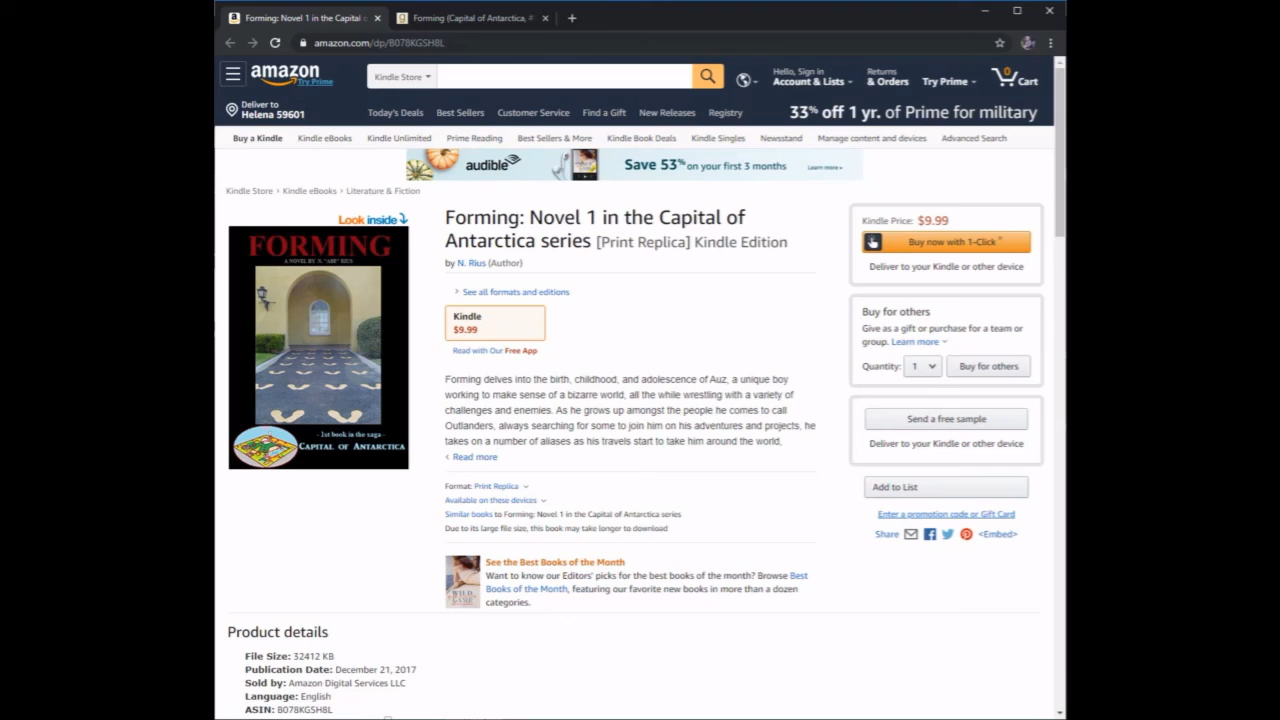 Forming: Novel 1 in the Capital o
Forming (Capital of Antarctica, #
amazon.com/dp/B078KGSH8L
amazon
Try Prime
Kindle Store
Hello, Sign in
Account & Lists
Returns
& Orders
Try Prime
0
Cart
Deliver to
Helena 59601
Today's Deals Best Sellers Customer Service Find a Gift New Releases Registry
33% off 1 yr. of Prime for military
Buy a Kindle Kindle eBooks Kindle Unlimited Prime Reading Best Sellers & More Kindle Book Deals Kindle Singles Newsstand Manage content and devices Advanced Search
audible Save 53% on your first 3 months Learn more
Kindle Store › Kindle eBooks › Literature & Fiction
Look inside
FORMING
A NOVEL BY N. "ABE" RIUS
- 1st book in the saga -
CAPITAL OF ANTARCTICA
Forming: Novel 1 in the Capital of
Antarctica series [Print Replica] Kindle Edition
by N. Rius (Author)
See all formats and editions
Kindle
$9.99
Read with Our Free App
Forming delves into the birth, childhood, and adolescence of Auz, a unique boy
working to make sense of a bizarre world, all the while wrestling with a variety of
challenges and enemies. As he grows up amongst the people he comes to call
Outlanders, always searching for some to join him on his adventures and projects, he
takes on a number of aliases as his travels start to take him around the world,
Read more
Format: Print Replica
Available on these devices
Similar books to Forming: Novel 1 in the Capital of Antarctica series
Due to its large file size, this book may take longer to download
See the Best Books of the Month
Want to know our Editors' picks for the best books of the month? Browse Best
Books of the Month, featuring our favorite new books in more than a dozen
categories.
Kindle Price: $9.99
Buy now with 1-Click ®
Deliver to your Kindle or other device
Buy for others
Give as a gift or purchase for a team or
group. Learn more
Quantity: 1 Buy for others
Send a free sample
Deliver to your Kindle or other device
Add to List
Enter a promotion code or Gift Card
Share <Embed>
Product details
File Size: 32412 KB
Publication Date: December 21, 2017
Sold by: Amazon Digital Services LLC
Language: English
ASIN: B078KGSH8L